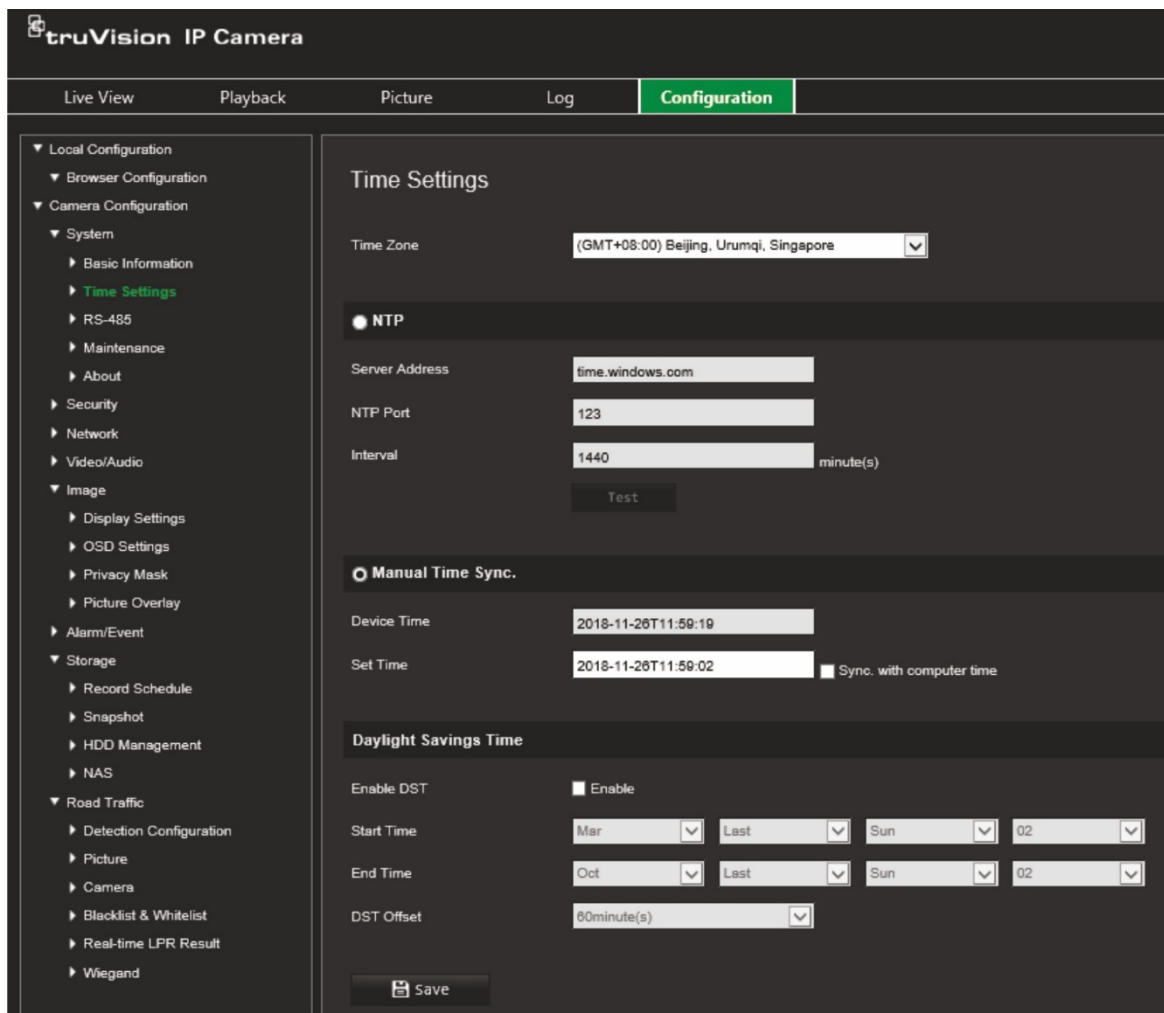 truVision IP Camera
Live View Playback Picture Log Configuration
Local Configuration
Browser Configuration
Camera Configuration
System
Basic Information
Time Settings
RS-485
Maintenance
About
Security
Network
Video/Audio
Image
Display Settings
OSD Settings
Privacy Mask
Picture Overlay
Alarm/Event
Storage
Record Schedule
Snapshot
HDD Management
NAS
Road Traffic
Detection Configuration
Picture
Camera
Blacklist & Whitelist
Real-time LPR Result
Wiegand
Time Settings
Time Zone (GMT+08:00) Beijing, Urumqi, Singapore
NTP
Server Address time.windows.com
NTP Port 123
Interval 1440 minute(s)
Test
Manual Time Sync.
Device Time 2018-11-26T11:59:19
Set Time 2018-11-26T11:59:02 Sync. with computer time
Daylight Savings Time
Enable DST Enable
Start Time Mar Last Sun 02
End Time Oct Last Sun 02
DST Offset 60minute(s)
Save